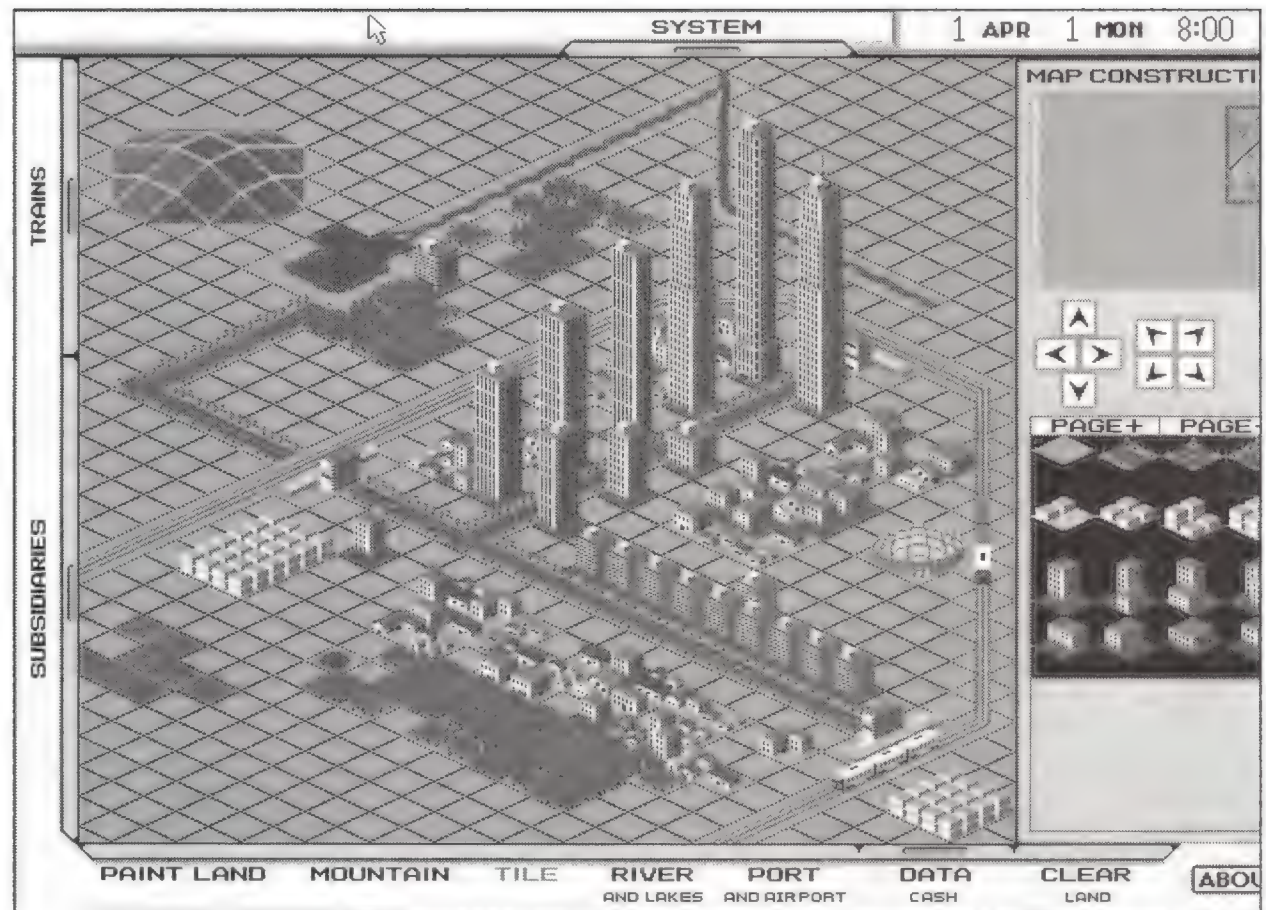 SYSTEM
1 APR 1 MON 8:00
MAP CONSTRUCTI
TRAINS
SUBSIDIARIES
PAGE+ PAGE-
PAINT LAND MOUNTAIN TILE RIVER PORT DATA CLEAR ABOU
AND LAKES AND AIRPORT CASH LAND